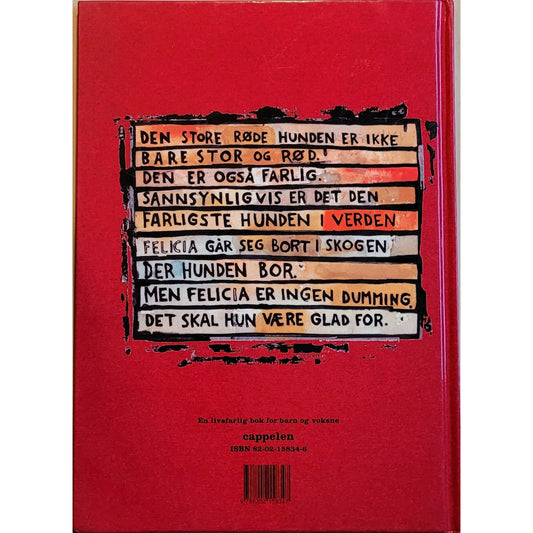 DEN STORE RØDE HUNDEN ER IKKE
BARE STOR OG RØD.
DEN ER OGSÅ FARLIG.
SANNSYNLIGVIS ER DET DEN
FARLIGSTE HUNDEN I VERDEN
FELICIA GÅR SEG BORT I SKOGEN
DER HUNDEN BOR.
MEN FELICIA ER INGEN DUMMING.
DET SKAL HUN VÆRE GLAD FOR.
En livsfarlig bok for barn og voksne
cappelen
ISBN 82-02-15834-6